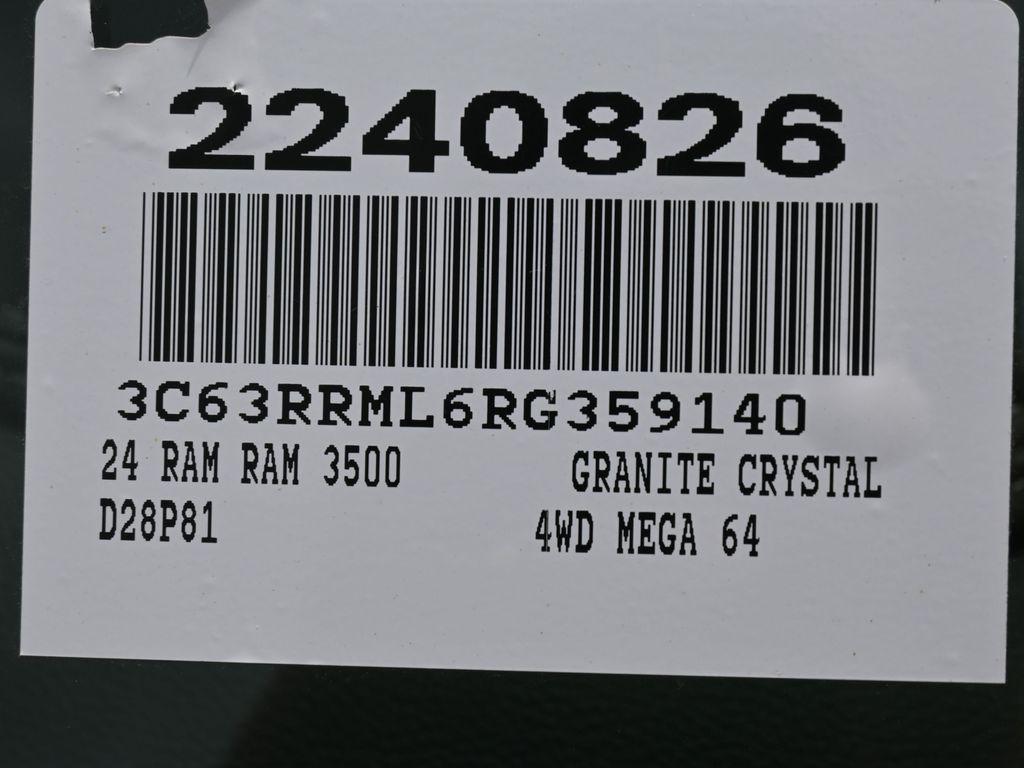 2240826
3C63RRML6RG359140
24 RAM RAM 3500 GRANITE CRYSTAL
D28P81 4WD MEGA 64